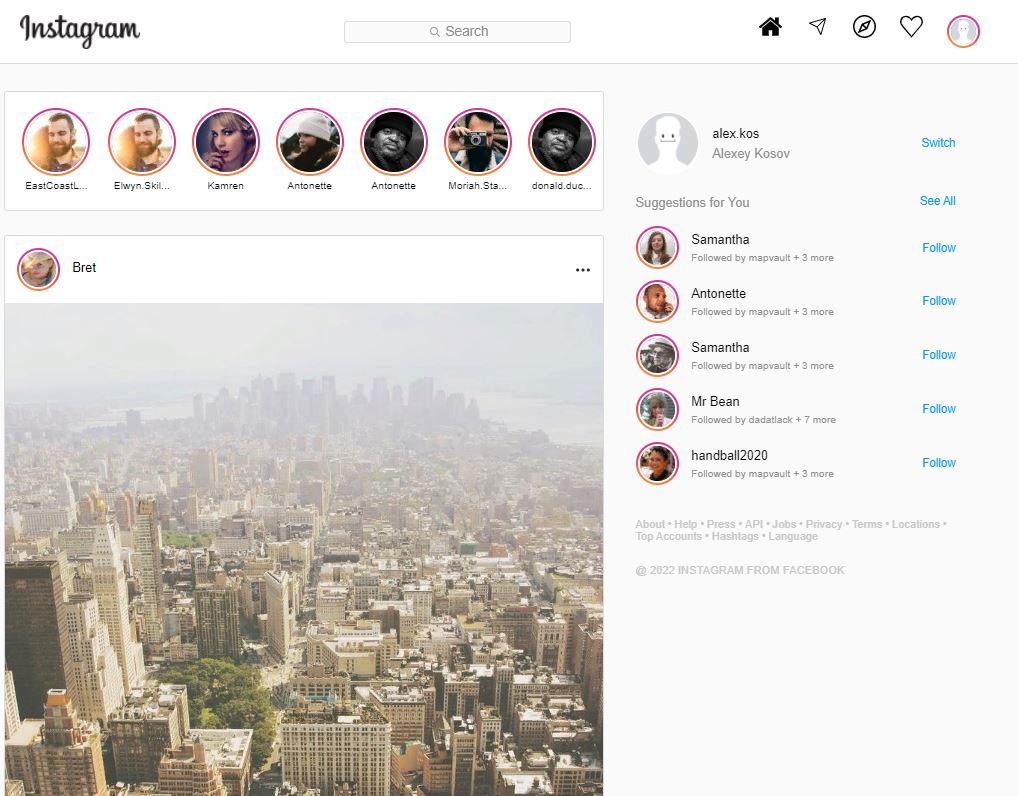 Instagram
Search
EastCoastL...
Elwyn.Skil...
Kamren
Antonette
Antonette
Moriah.Sta...
donald.duc...
Bret
alex.kos
Alexey Kosov
Switch
Suggestions for You
See All
Samantha
Followed by mapvault + 3 more
Follow
Antonette
Followed by mapvault + 3 more
Follow
Samantha
Followed by mapvault + 3 more
Follow
Mr Bean
Followed by dadatlack + 7 more
Follow
handball2020
Followed by mapvault + 3 more
Follow
About • Help • Press • API • Jobs • Privacy • Terms • Locations •
Top Accounts • Hashtags • Language
@ 2022 INSTAGRAM FROM FACEBOOK